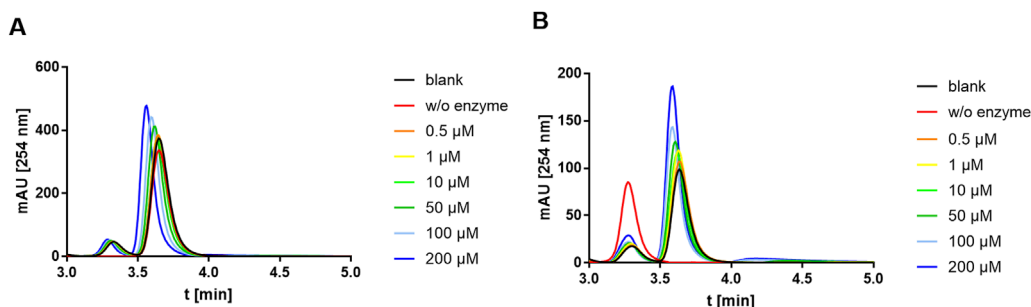 A
600
400
200
0
mAU [254 nm]
3.0 3.5 4.0 4.5 5.0
t [min]
blank
w/o enzyme
0.5 µM
1 µM
10 µM
50 µM
100 µM
200 µM
B
200
150
100
50
0
mAU [254 nm]
3.0 3.5 4.0 4.5 5.0
t [min]
blank
w/o enzyme
0.5 µM
1 µM
10 µM
50 µM
100 µM
200 µM